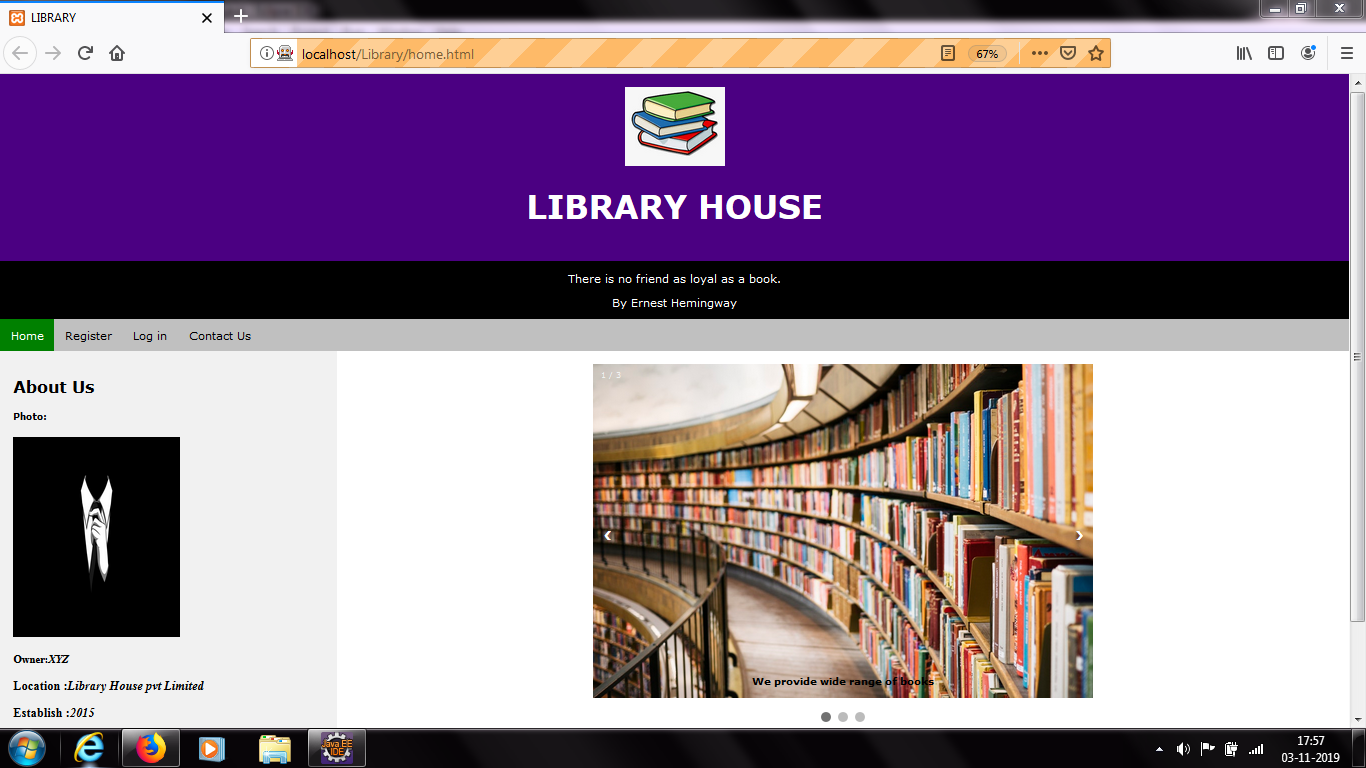 LIBRARY
localhost/Library/home.html
67%
LIBRARY HOUSE
There is no friend as loyal as a book.
By Ernest Hemingway
Home
Register
Log in
Contact Us
About Us
Photo:
1 / 3
We provide wide range of books
Owner:XYZ
Location :Library House pvt Limited
Establish :2015
Java EE
IDE
17:57
03-11-2019